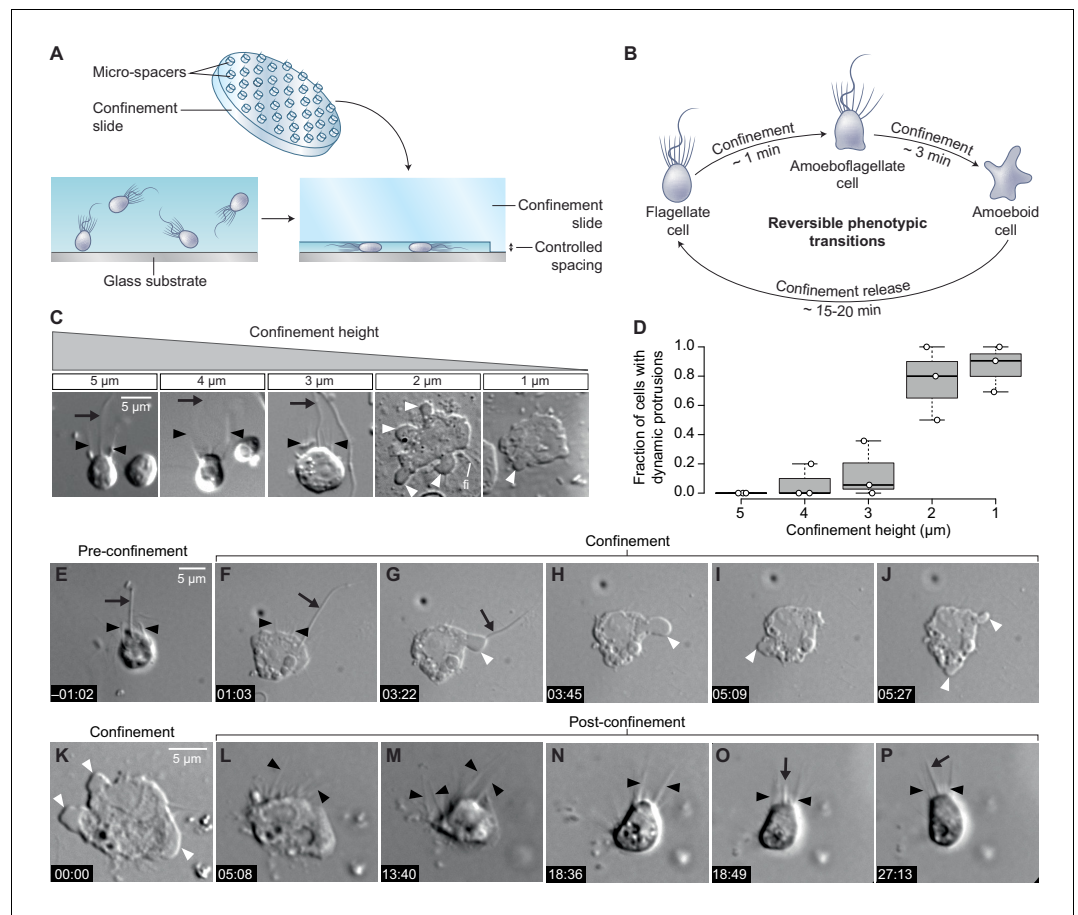 A
Micro-spacers
Confinement
slide
Glass substrate
Confinement
slide
Controlled
spacing
B
Confinement
~ 1 min
Confinement
~ 3 min
Amoeboflagellate
cell
Flagellate
cell
Amoeboid
cell
Reversible phenotypic
transitions
Confinement release
~ 15-20 min
C
Confinement height
5 µm
4 µm
3 µm
2 µm
1 µm
5 µm
fi
D
Fraction of cells with
dynamic protrusions
1.0
0.8
0.6
0.4
0.2
0.0
5
4
3
2
1
Confinement height (µm)
Pre-confinement
Confinement
E
5 µm
–01:02
F
01:03
G
03:22
H
03:45
I
05:09
J
05:27
Confinement
Post-confinement
K
5 µm
00:00
L
05:08
M
13:40
N
18:36
O
18:49
P
27:13